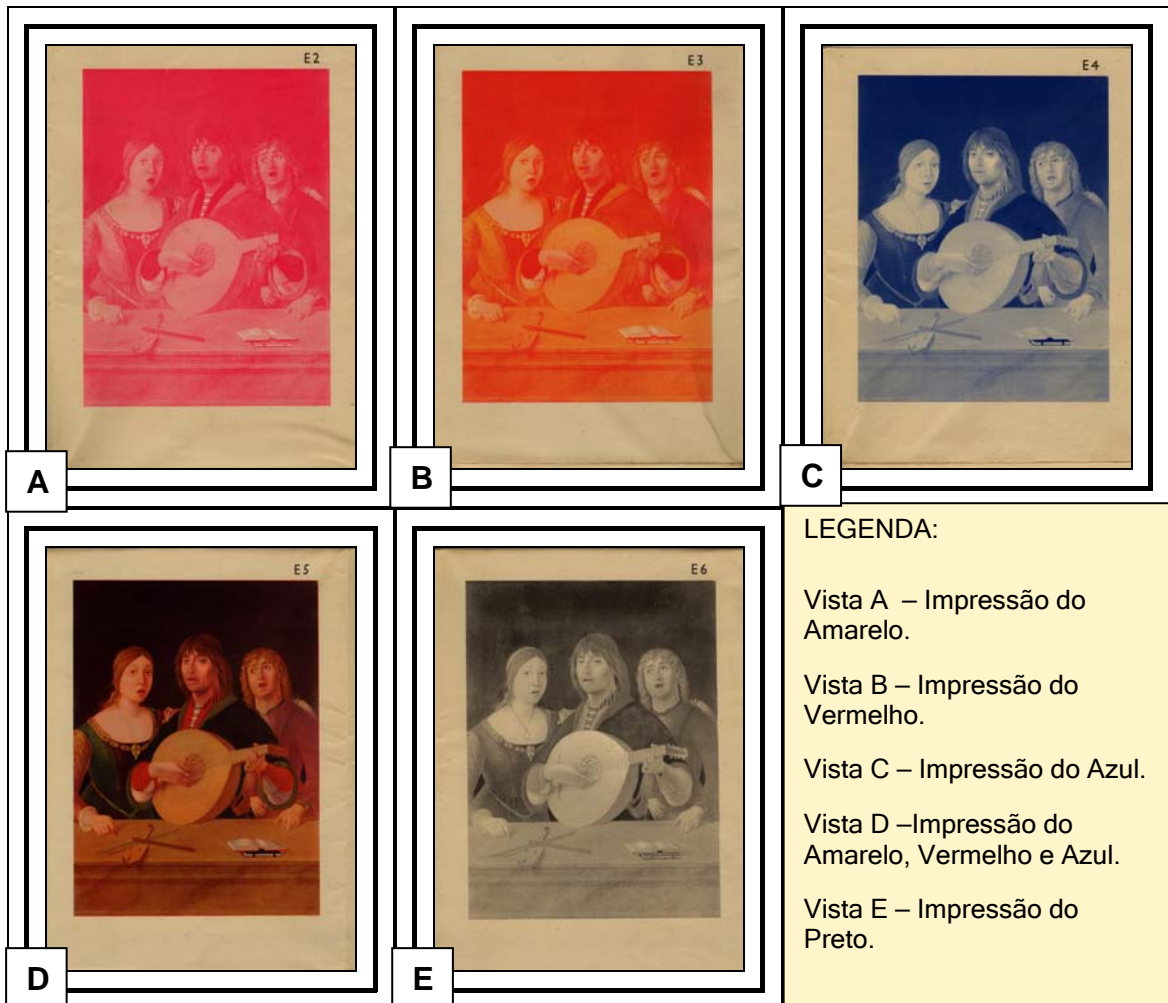 E2
E3
E4
A
B
C
E5
E6
D
E
LEGENDA:
Vista A – Impressão do
Amarelo.
Vista B – Impressão do
Vermelho.
Vista C – Impressão do Azul.
Vista D –Impressão do
Amarelo, Vermelho e Azul.
Vista E – Impressão do
Preto.